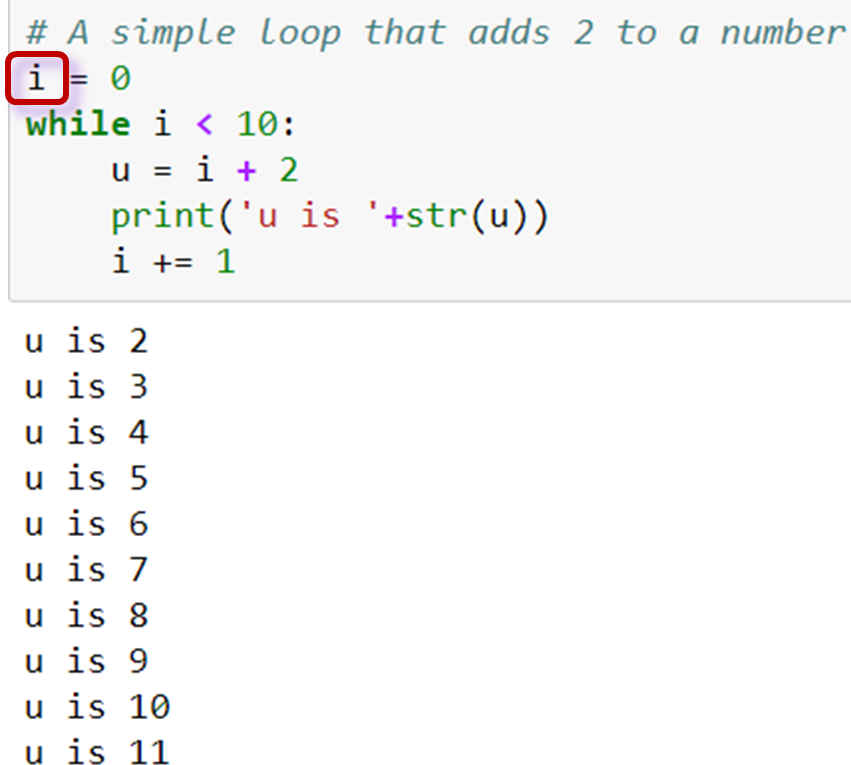 # A simple loop that adds 2 to a number
i = 0
while i < 10:
    u = i + 2
    print('u is '+str(u))
    i += 1
u is 2
u is 3
u is 4
u is 5
u is 6
u is 7
u is 8
u is 9
u is 10
u is 11